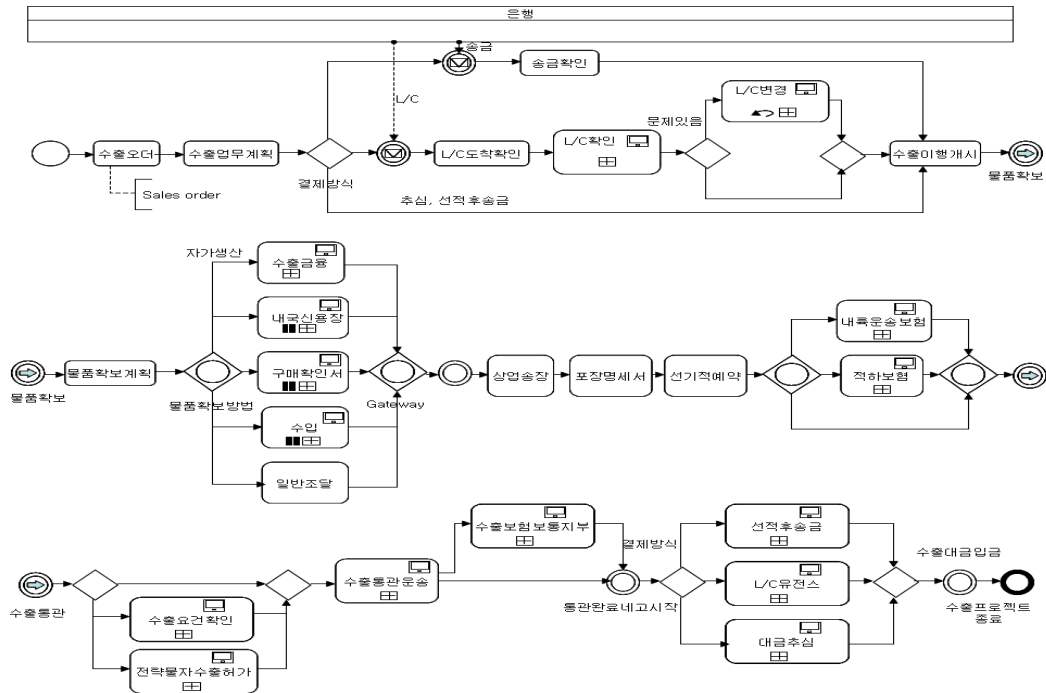 은행
송금
송금확인
L/C
L/C변경
문제있음
수출오더
수출업무계획
L/C도착확인
L/C확인
수출이행개시
결제방식
물품확보
Sales order
추심, 선적후송금
자가생산
수출금융
내국신용장
내륙운송보험
물품확보계획
구매확인서
상업송장
포장명세서
선기적예약
적하보험
물품확보
물품확보방법
Gateway
수입
일반조달
수출보험보통지부
선적후송금
결제방식
수출대금입금
수출통관운송
L/C유전스
수출통관
통관완료네고시작
수출프로젝트
종료
수출요건확인
대금추심
전략물자수출허가